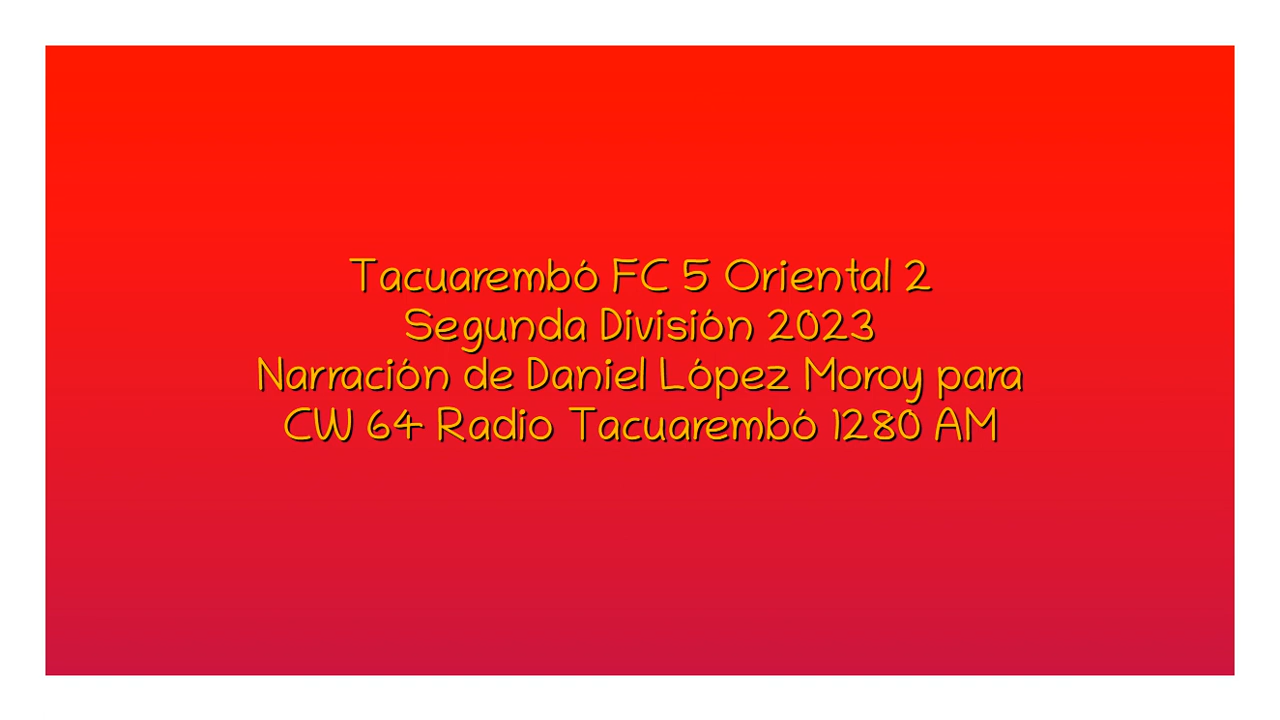 Tacuarembó FC 5 Oriental 2
Segunda División 2023
Narración de Daniel López Moroy para
CW 64 Radio Tacuarembó 1280 AM